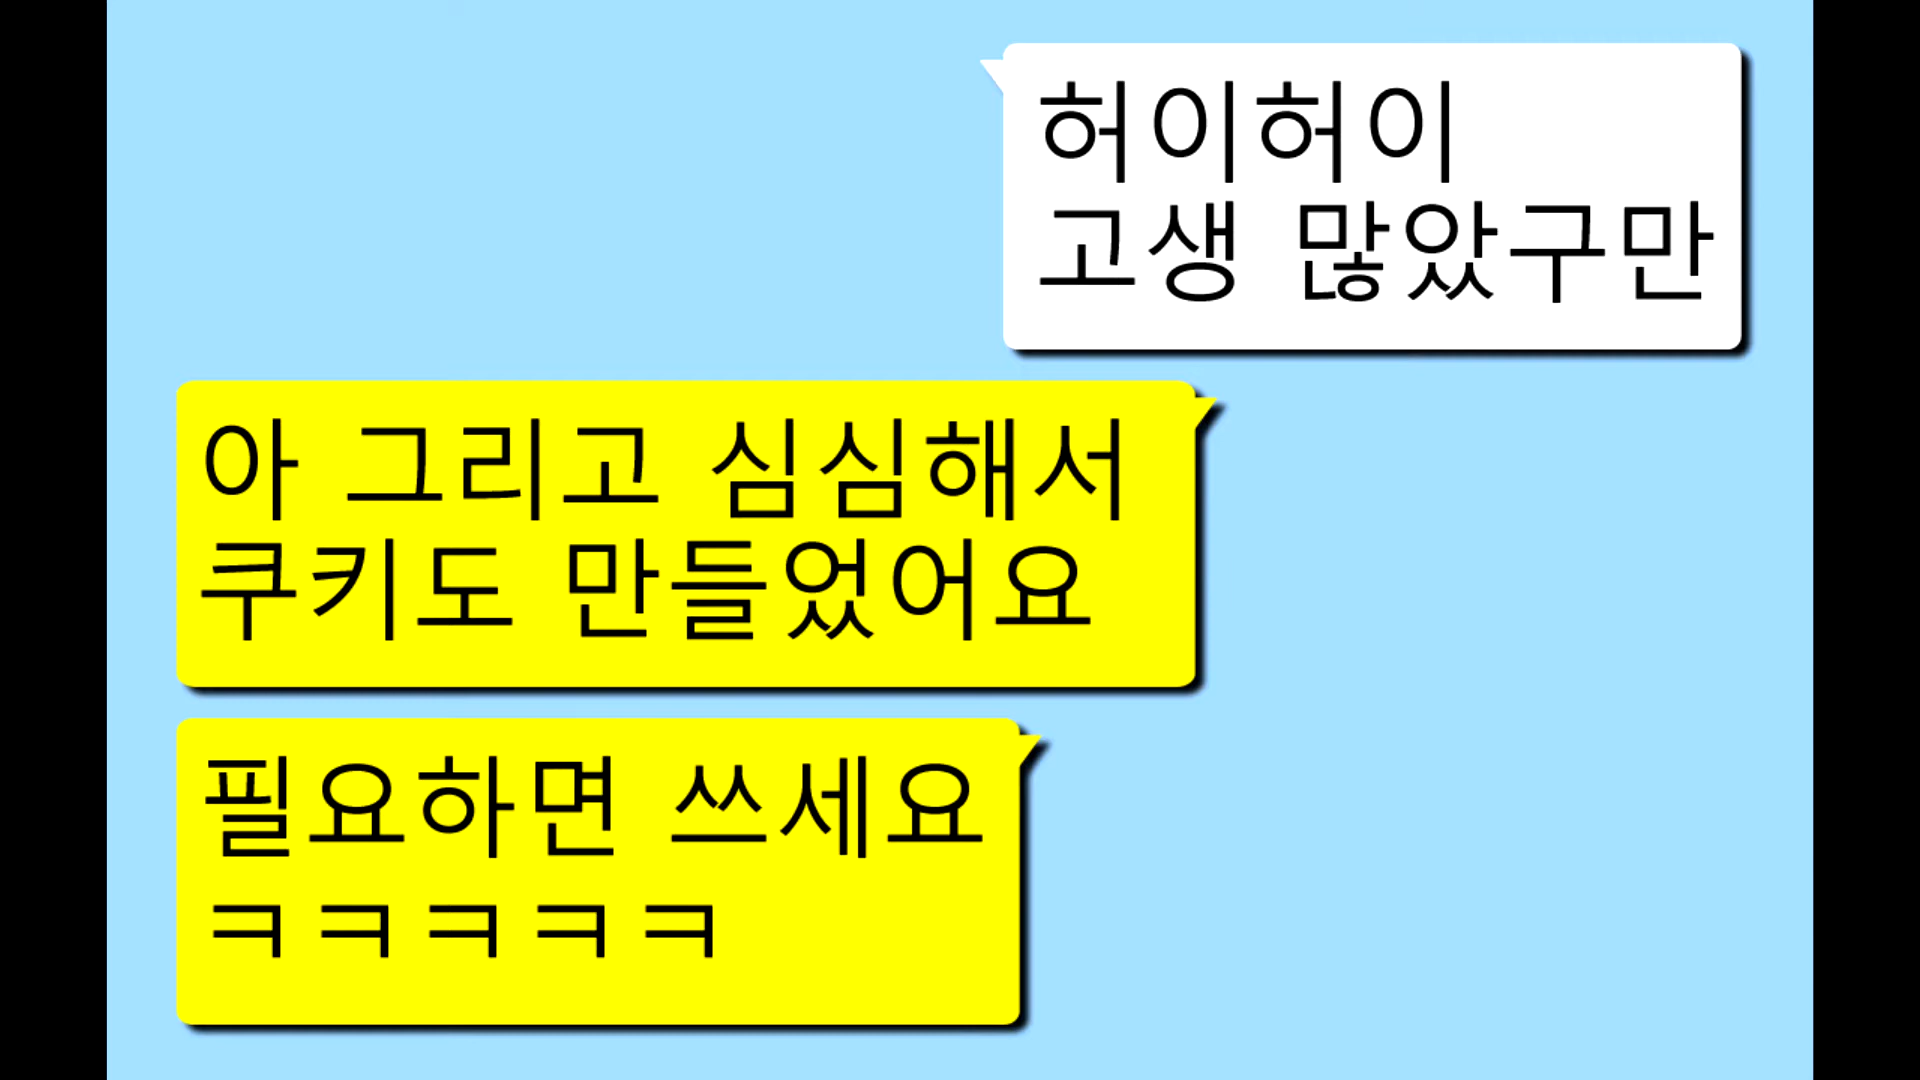 허이허이
고생 많았구만
아 그리고 심심해서
쿠키도 만들었어요
필요하면 쓰세요
ㅋㅋㅋㅋㅋ